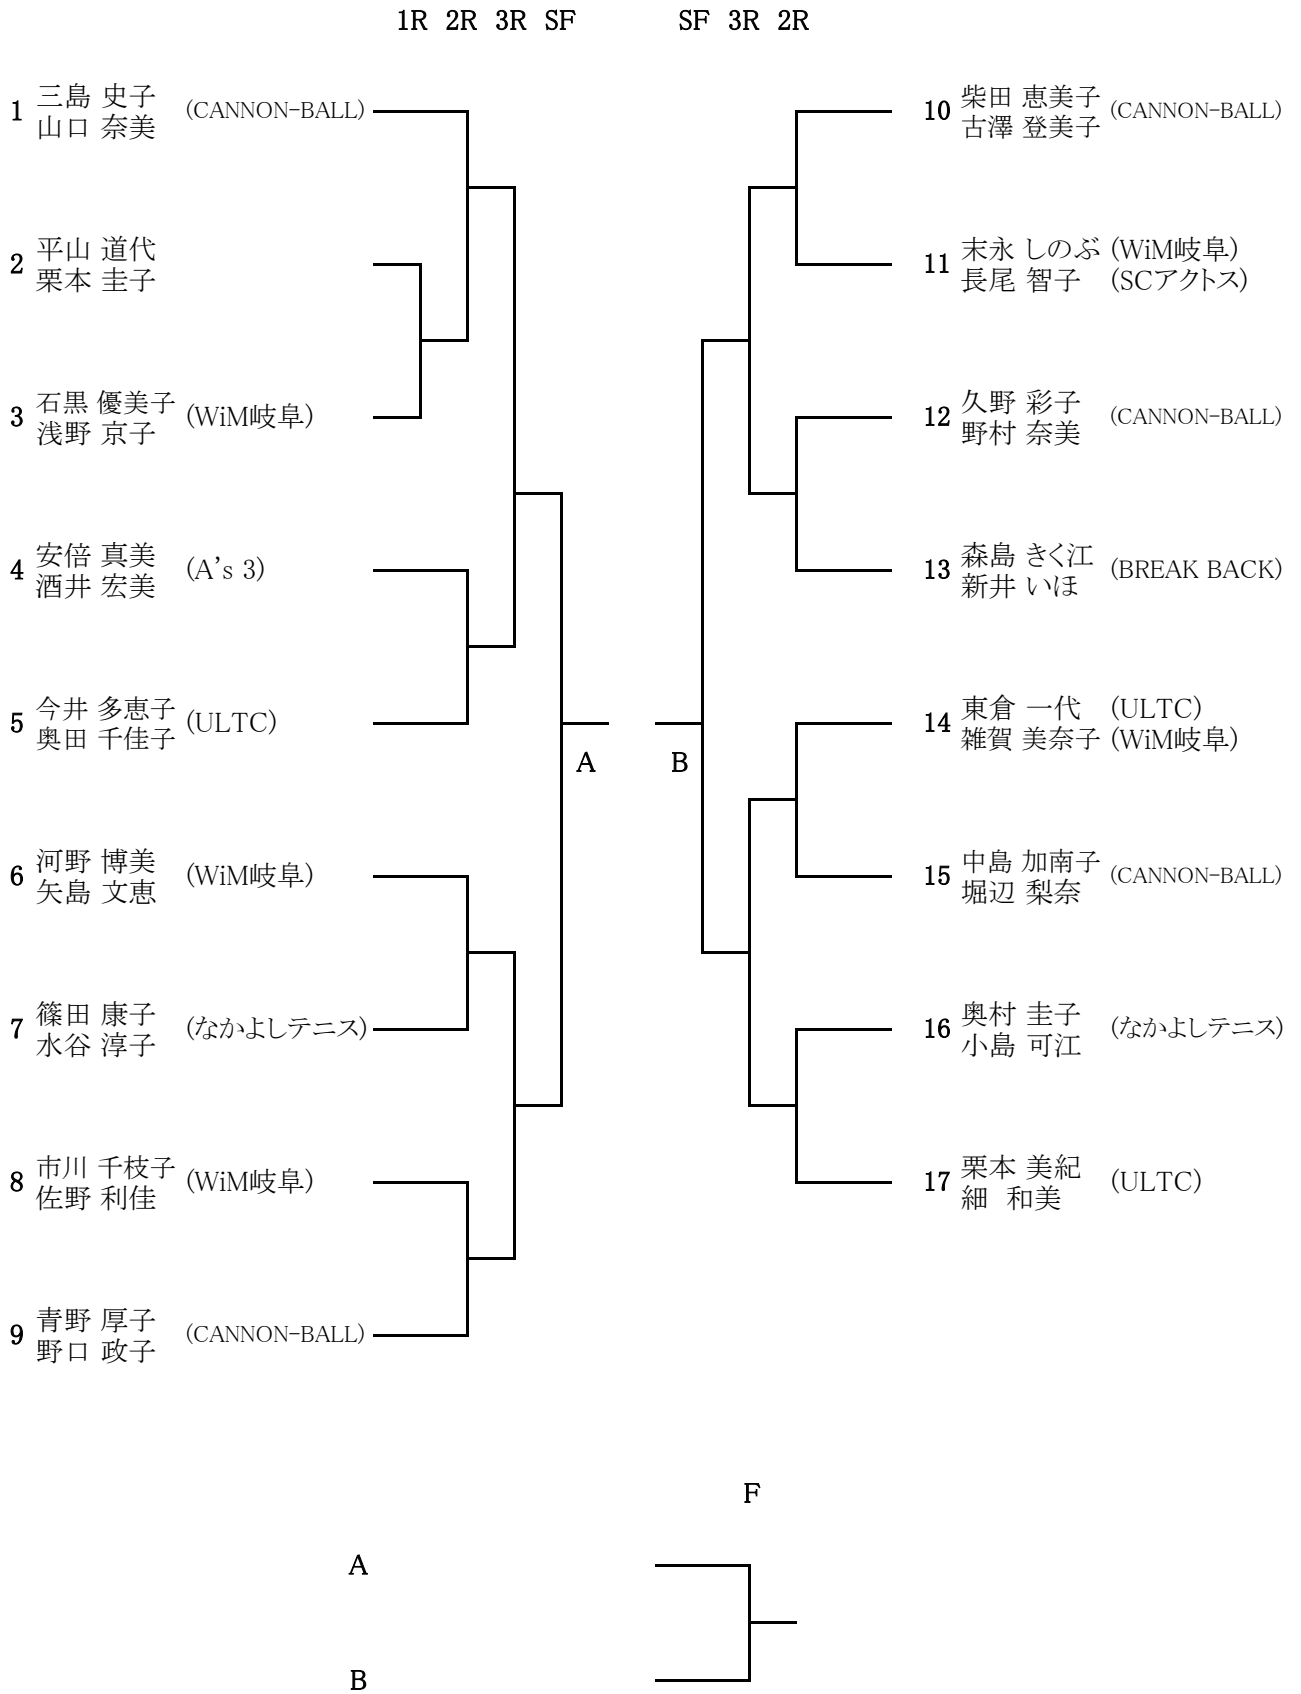 1R 2R 3R SF
SF 3R 2R
1 三島 史子 (CANNON-BALL)
山口 奈美
2 平山 道代
栗本 圭子
3 石黒 優美子 (WiM岐阜)
浅野 京子
4 安倍 真美 (A's 3)
酒井 宏美
5 今井 多恵子 (ULTC)
奥田 千佳子
6 河野 博美 (WiM岐阜)
矢島 文恵
7 篠田 康子 (なかよしテニス)
水谷 淳子
8 市川 千枝子 (WiM岐阜)
佐野 利佳
9 青野 厚子 (CANNON-BALL)
野口 政子
A
B
10 柴田 恵美子 (CANNON-BALL)
古澤 登美子
11 末永 しのぶ (WiM岐阜)
長尾 智子 (SCアクトス)
12 久野 彩子 (CANNON-BALL)
野村 奈美
13 森島 きく江 (BREAK BACK)
新井 いほ
14 東倉 一代 (ULTC)
雑賀 美奈子 (WiM岐阜)
15 中島 加南子 (CANNON-BALL)
堀辺 梨奈
16 奥村 圭子 (なかよしテニス)
小島 可江
17 栗本 美紀 (ULTC)
細 和美
F
A
B